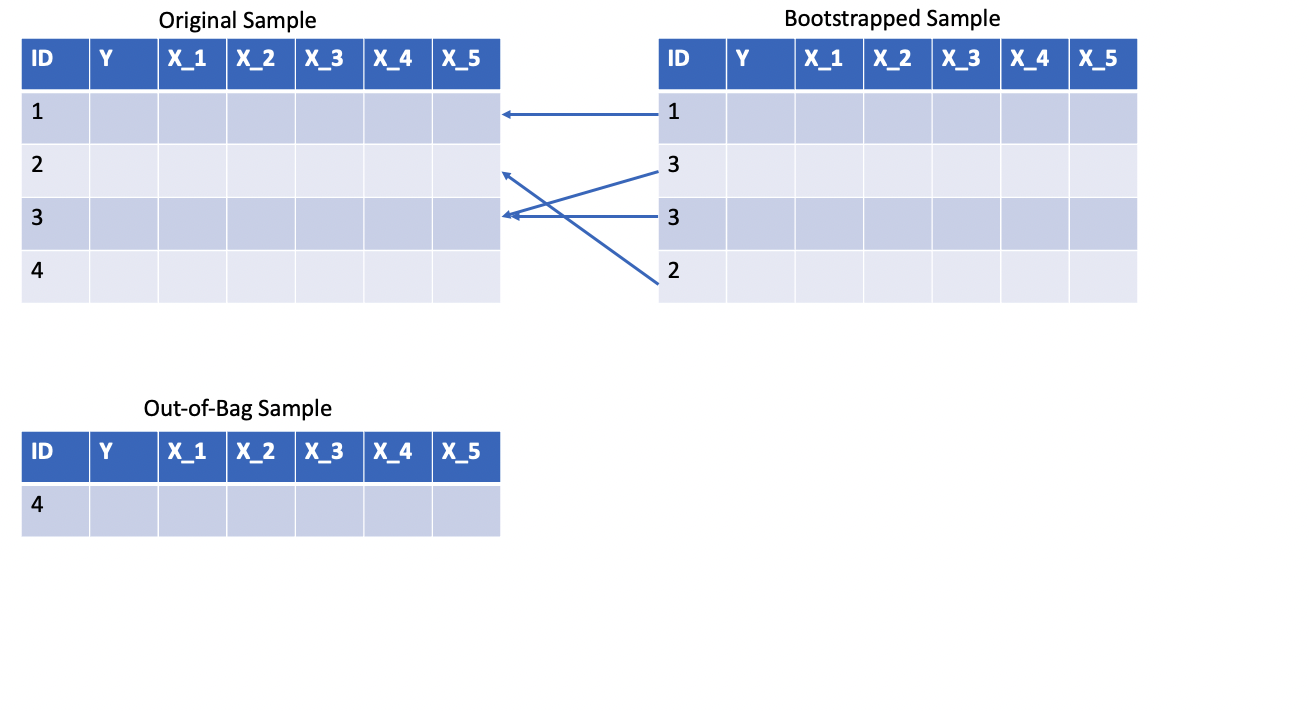 Original Sample
ID Y X_1 X_2 X_3 X_4 X_5
1
2
3
4
Bootstrapped Sample
ID Y X_1 X_2 X_3 X_4 X_5
1
3
3
2
Out-of-Bag Sample
ID Y X_1 X_2 X_3 X_4 X_5
4